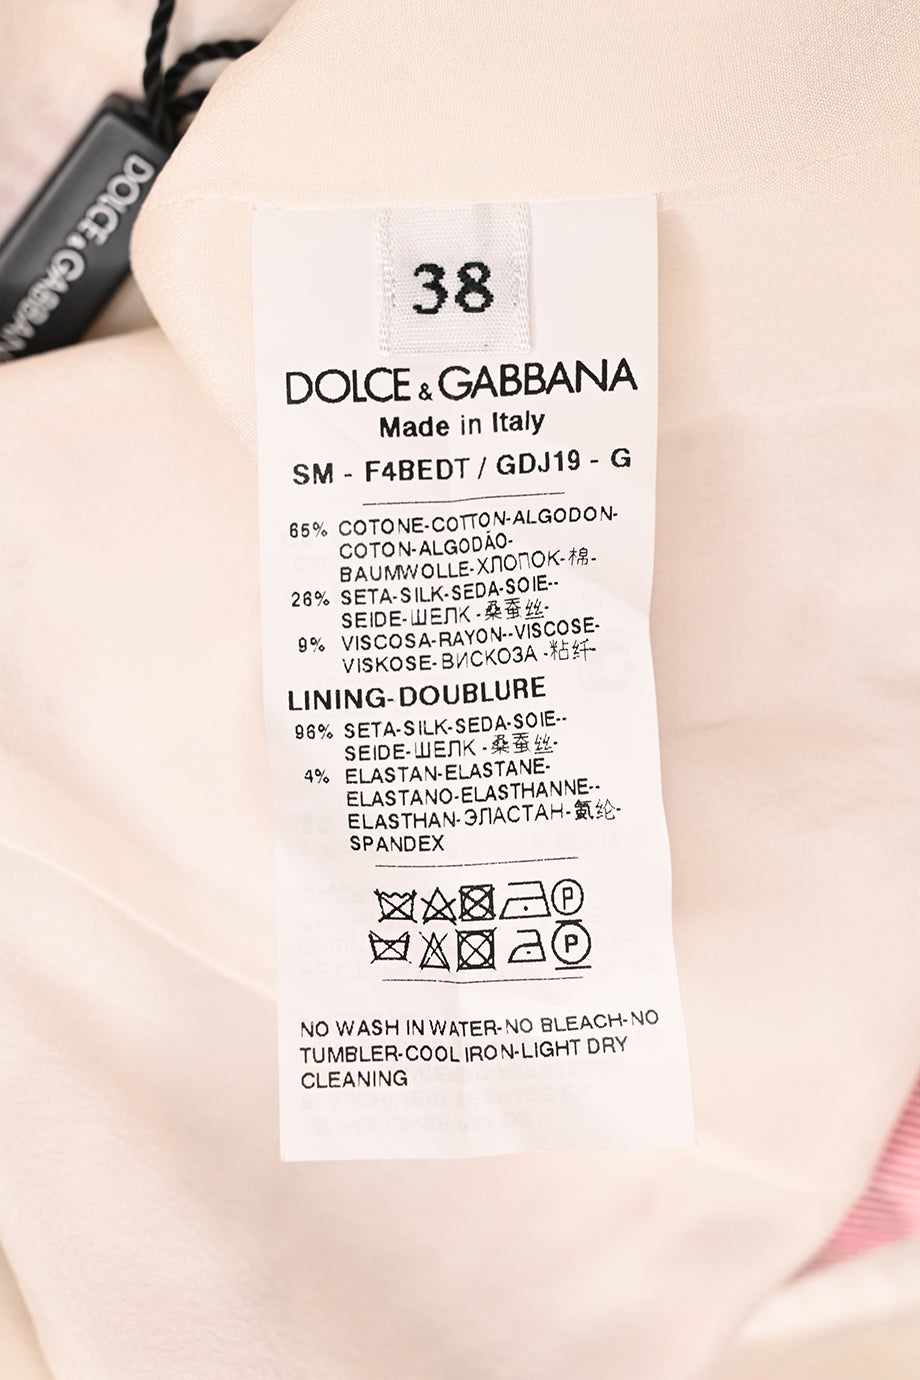 DOLCE & GABBAN
38
DOLCE & GABBANA
Made in Italy
SM - F4BEDT / GDJ19 - G
65% COTONE-COTTON-ALGODON-
COTON-ALGODÃO-
BAUMWOLLE-ХЛОПОК-棉-
26% SETA-SILK-SEDA-SOIE--
SEIDE-ШЕЛК -桑蚕丝-
9% VISCOSA-RAYON--VISCOSE-
VISKOSE-ВИСКОЗА -粘纤-
LINING-DOUBLURE
96% SETA-SILK-SEDA-SOIE--
SEIDE-ШЕЛК -桑蚕丝-
4% ELASTAN-ELASTANE-
ELASTANO-ELASTHANNE--
ELASTHAN-ЭЛАСТАН-氨纶-
SPANDEX
P
P
NO WASH IN WATER-NO BLEACH-NO
TUMBLER-COOL IRON-LIGHT DRY
CLEANING